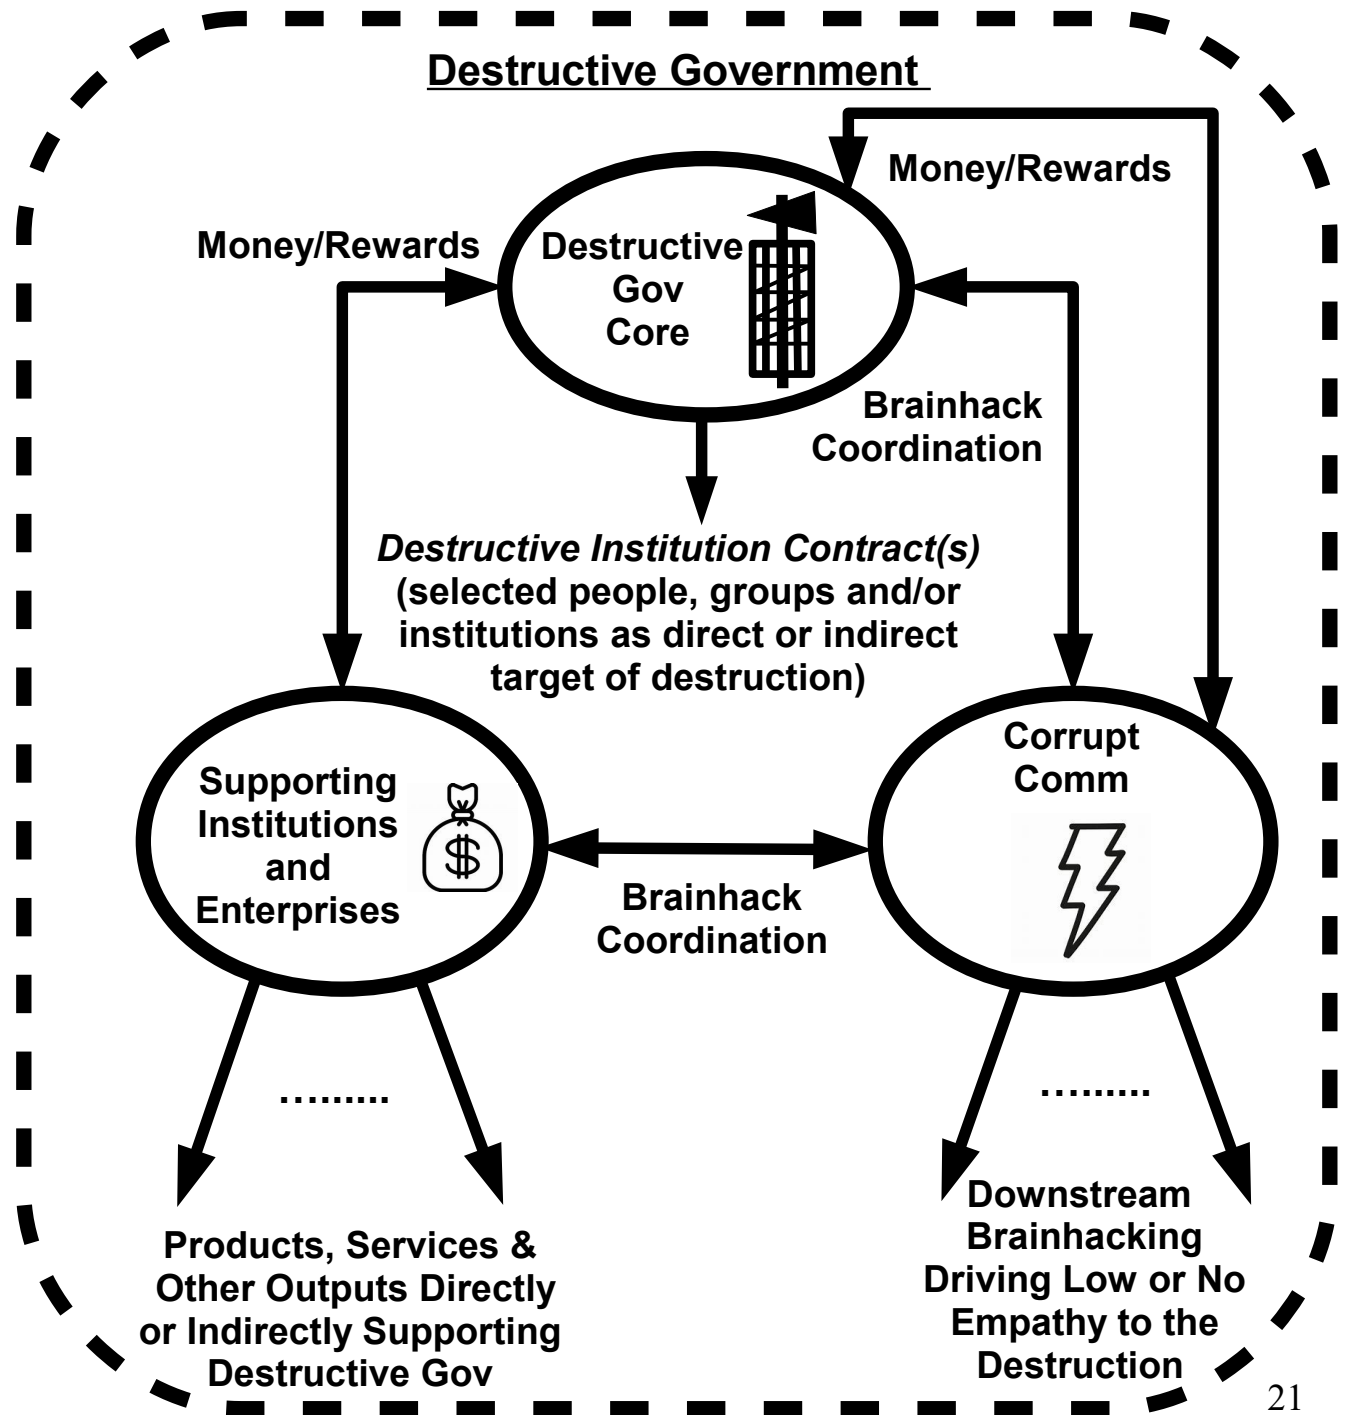 Destructive Government
Money/Rewards
Money/Rewards
Destructive
Gov
Core
Brainhack
Coordination
Destructive Institution Contract(s)
(selected people, groups and/or
institutions as direct or indirect
target of destruction)
Supporting
Institutions
and
Enterprises
$
Corrupt
Comm
Brainhack
Coordination
….......
….......
Products, Services &
Other Outputs Directly
or Indirectly Supporting
Destructive Gov
Downstream
Brainhacking
Driving Low or No
Empathy to the
Destruction
21